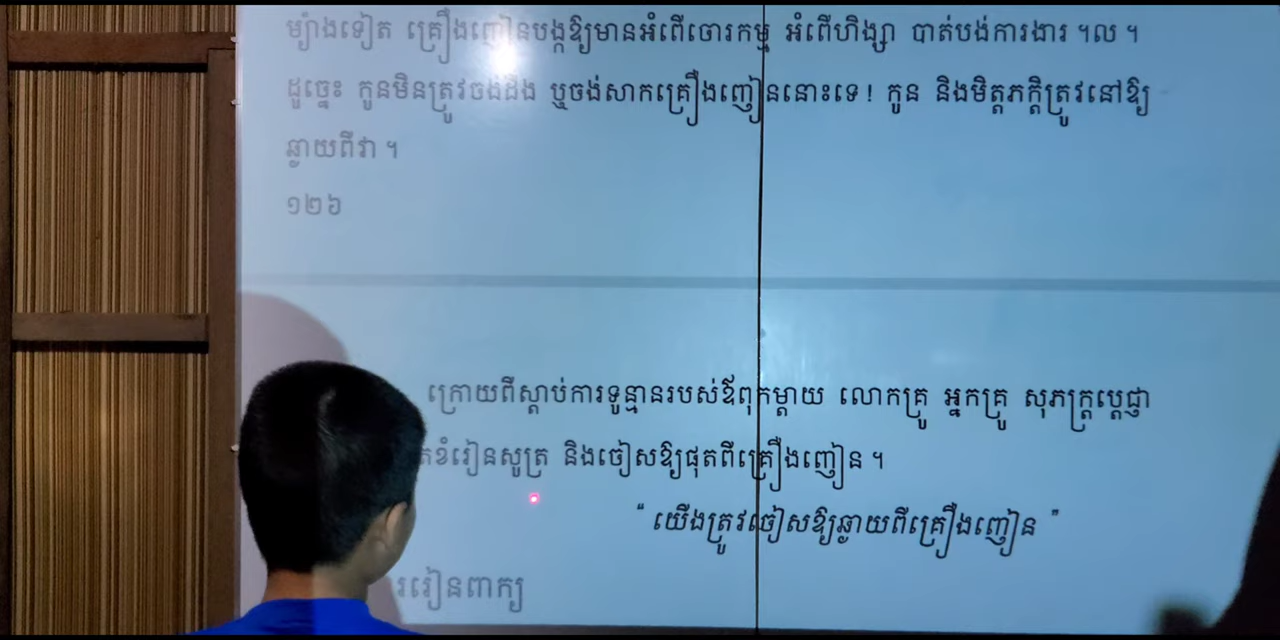 ម្យ៉ាងទៀត គ្រឿងញៀនបង្កឱ្យមានអំពើចោរកម្ម អំពើហិង្សា បាត់បង់ការងារ ។ល ។
ដូច្នេះ កូនមិនត្រូវចង់ដឹង ឬចង់សាកគ្រឿងញៀននោះទេ! កូន និងមិត្តភក្ដិត្រូវនៅឱ្យ
ឆ្ងាយពីវា ។
១២៦
ក្រោយពីស្ដាប់ការទូន្មានរបស់ឪពុកម្ដាយ លោកគ្រូ អ្នកគ្រូ សុភក្ត្រប្ដេជ្ញា
ខំរៀនសូត្រ និងចៀសឱ្យផុតពីគ្រឿងញៀន ។
“ យើងត្រូវចៀសឱ្យឆ្ងាយពីគ្រឿងញៀន ”
រៀនពាក្យ